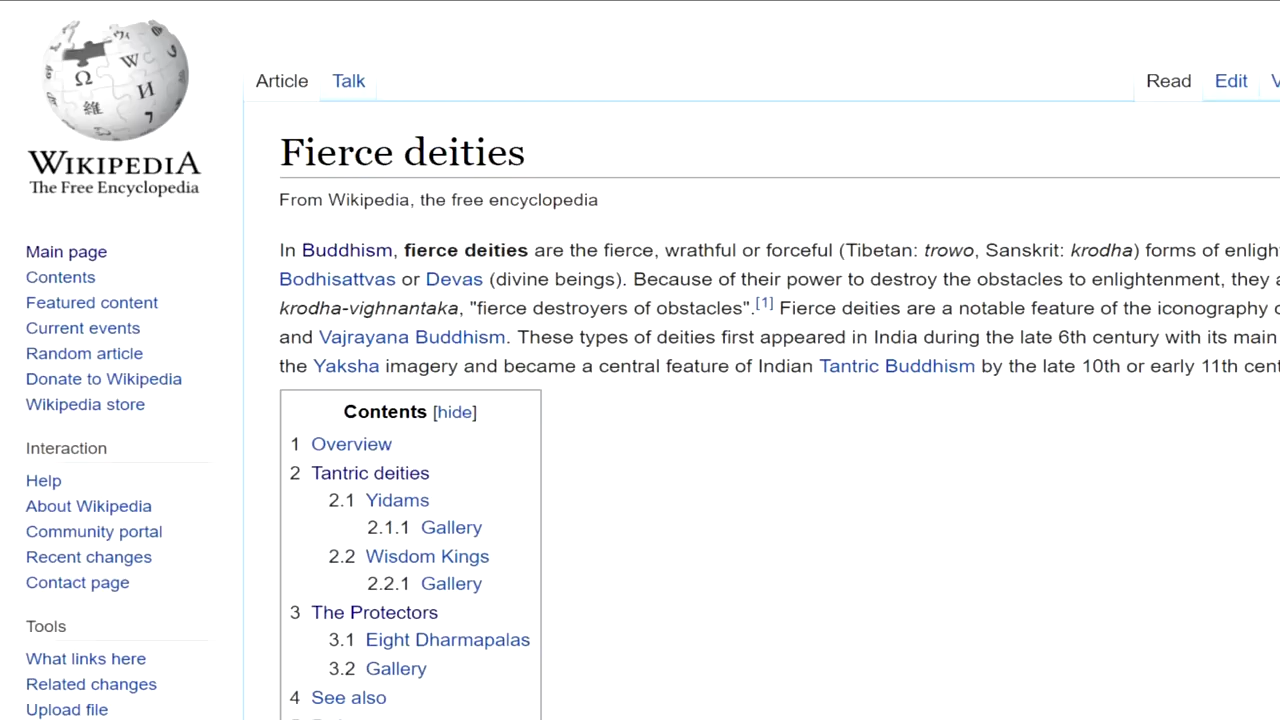 Article Talk Read Edit
WIKIPEDIA
The Free Encyclopedia
Fierce deities
From Wikipedia, the free encyclopedia
In Buddhism, fierce deities are the fierce, wrathful or forceful (Tibetan: trowo, Sanskrit: krodha) forms of enligh
Bodhisattvas or Devas (divine beings). Because of their power to destroy the obstacles to enlightenment, they a
krodha-vighnantaka, "fierce destroyers of obstacles".[1] Fierce deities are a notable feature of the iconography
and Vajrayana Buddhism. These types of deities first appeared in India during the late 6th century with its main
the Yaksha imagery and became a central feature of Indian Tantric Buddhism by the late 10th or early 11th cent
Main page
Contents
Featured content
Current events
Random article
Donate to Wikipedia
Wikipedia store
Interaction
Help
About Wikipedia
Community portal
Recent changes
Contact page
Tools
What links here
Related changes
Upload file
Contents [hide]
1 Overview
2 Tantric deities
2.1 Yidams
2.1.1 Gallery
2.2 Wisdom Kings
2.2.1 Gallery
3 The Protectors
3.1 Eight Dharmapalas
3.2 Gallery
4 See also